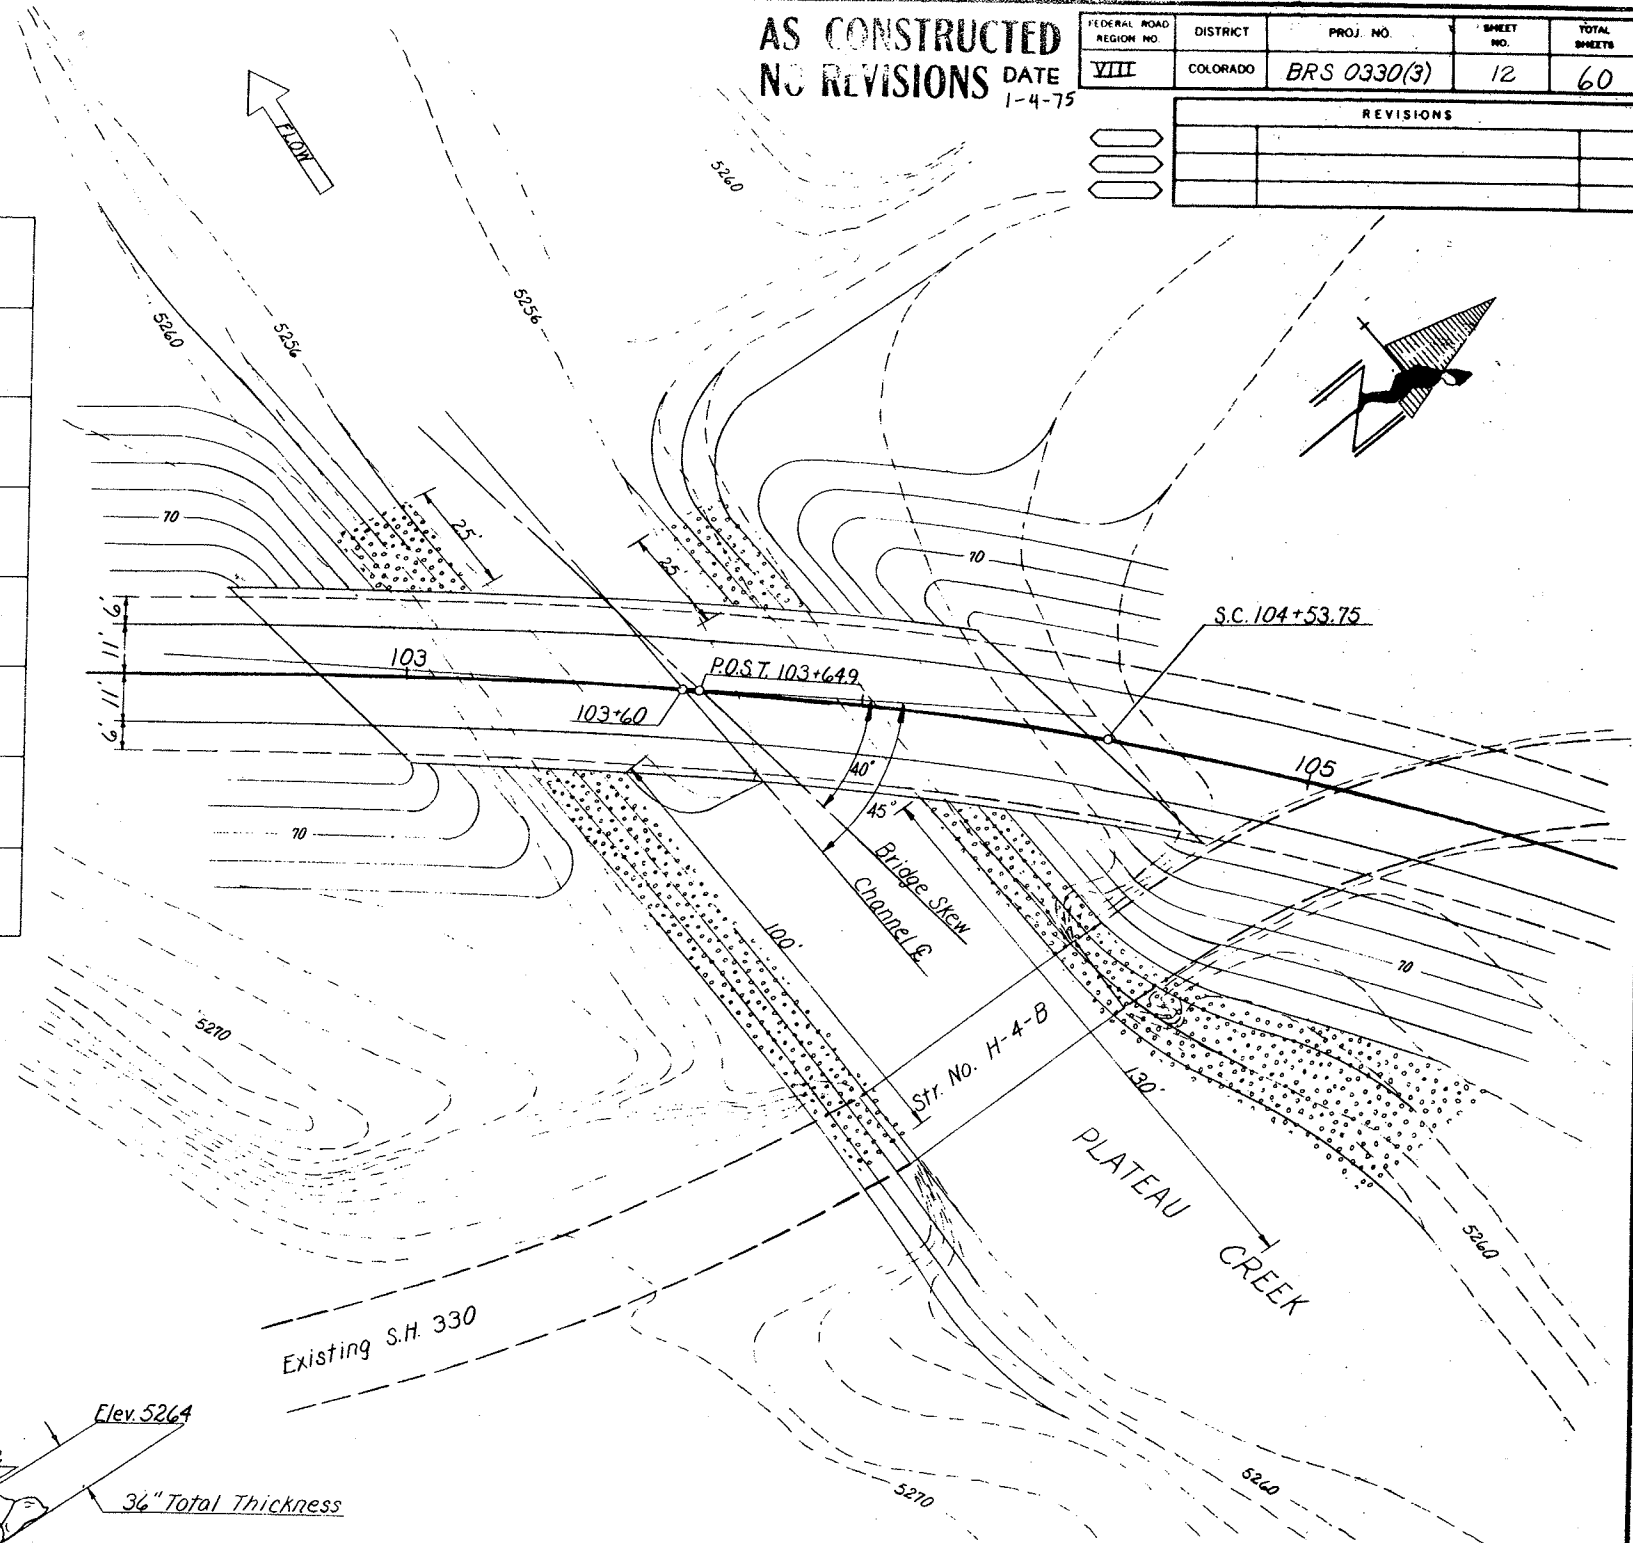 AS CONSTRUCTED
NO REVISIONS DATE
1-4-75
FEDERAL ROAD REGION NO.
DISTRICT
PROJ. NO.
SHEET NO.
TOTAL SHEETS
VIII
COLORADO
BRS 0330(3)
12
60
REVISIONS
FLOW
5260
5260
5256
5256
70
25'
25'
70
S.C. 104+53.75
6'
11'
11'
6'
103
P.O.S.T. 103+64.9
103+60
40°
45°
105
70
Bridge Skew
Channel ℄
100'
70
5270
Str. No. H-4-B
130'
PLATEAU
CREEK
5260
Existing S.H. 330
Elev. 5264
36" Total Thickness
5270
5260